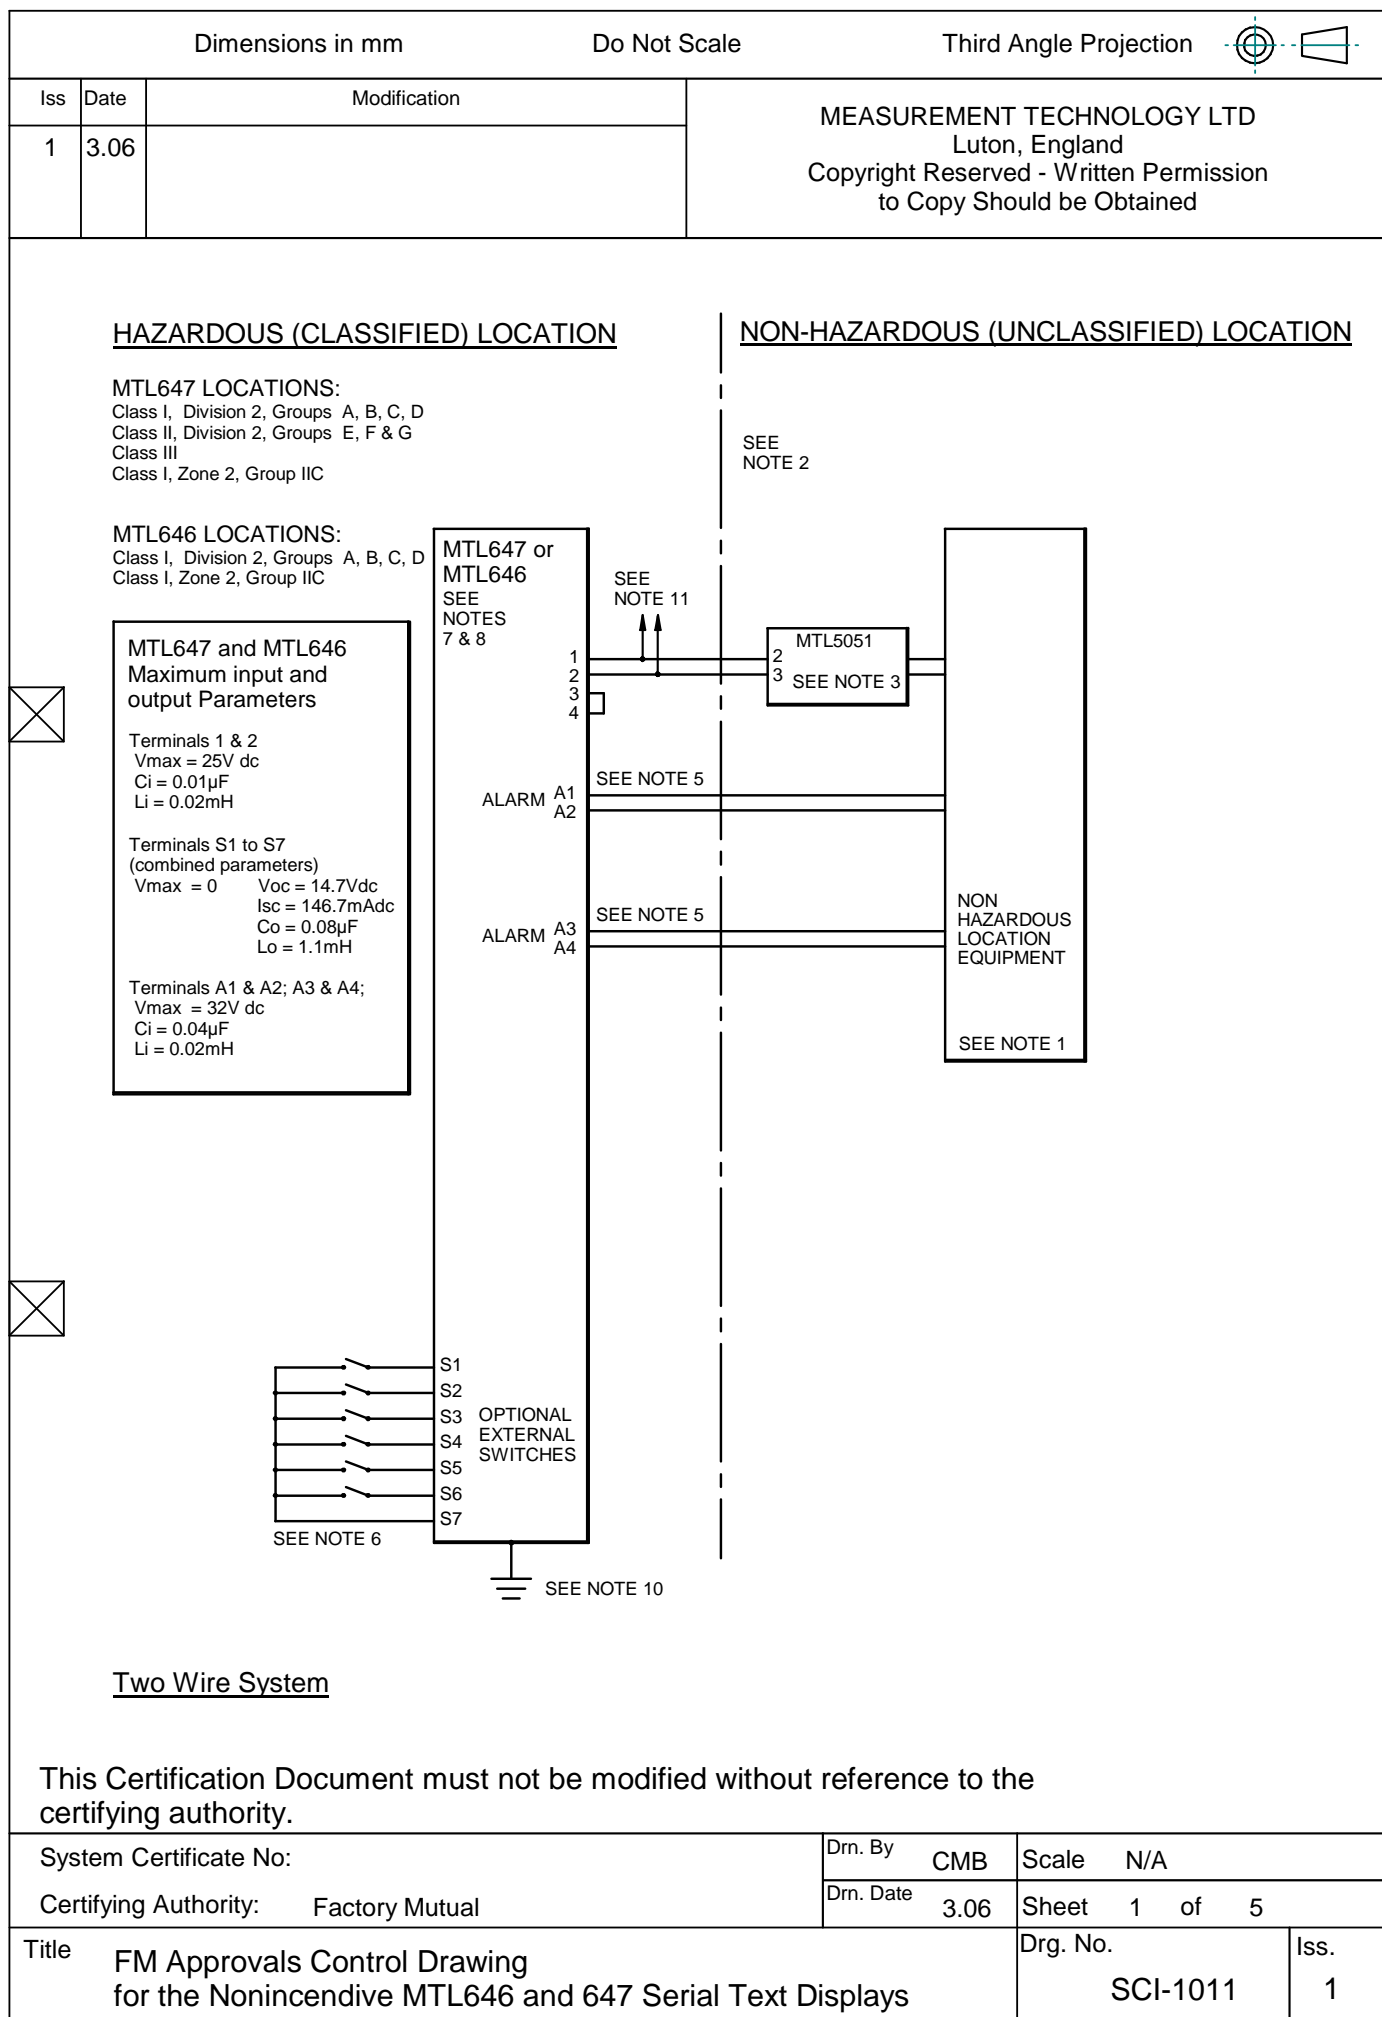 Dimensions in mm
Do Not Scale
Third Angle Projection
Iss
Date
Modification
1
3.06
MEASUREMENT TECHNOLOGY LTD
Luton, England
Copyright Reserved - Written Permission
to Copy Should be Obtained
HAZARDOUS (CLASSIFIED) LOCATION
NON-HAZARDOUS (UNCLASSIFIED) LOCATION
MTL647 LOCATIONS:
Class I, Division 2, Groups A, B, C, D
Class II, Division 2, Groups E, F & G
Class III
Class I, Zone 2, Group IIC
SEE
NOTE 2
MTL646 LOCATIONS:
Class I, Division 2, Groups A, B, C, D
Class I, Zone 2, Group IIC
MTL647 or
MTL646
SEE
NOTES
7 & 8
SEE
NOTE 11
1
2
3
4
MTL5051
2
3
SEE NOTE 3
MTL647 and MTL646
Maximum input and
output Parameters
Terminals 1 & 2
Vmax = 25V dc
Ci = 0.01µF
Li = 0.02mH
Terminals S1 to S7
(combined parameters)
Vmax = 0 Voc = 14.7Vdc
Isc = 146.7mAdc
Co = 0.08µF
Lo = 1.1mH
Terminals A1 & A2; A3 & A4;
Vmax = 32V dc
Ci = 0.04µF
Li = 0.02mH
ALARM
A1
A2
SEE NOTE 5
ALARM
A3
A4
SEE NOTE 5
NON
HAZARDOUS
LOCATION
EQUIPMENT
SEE NOTE 1
S1
S2
S3
S4
S5
S6
S7
OPTIONAL
EXTERNAL
SWITCHES
SEE NOTE 6
SEE NOTE 10
Two Wire System
This Certification Document must not be modified without reference to the
certifying authority.
System Certificate No:
Certifying Authority: Factory Mutual
Drn. By CMB
Drn. Date 3.06
Scale N/A
Sheet 1 of 5
Title
FM Approvals Control Drawing
for the Nonincendive MTL646 and 647 Serial Text Displays
Drg. No.
SCI-1011
Iss.
1